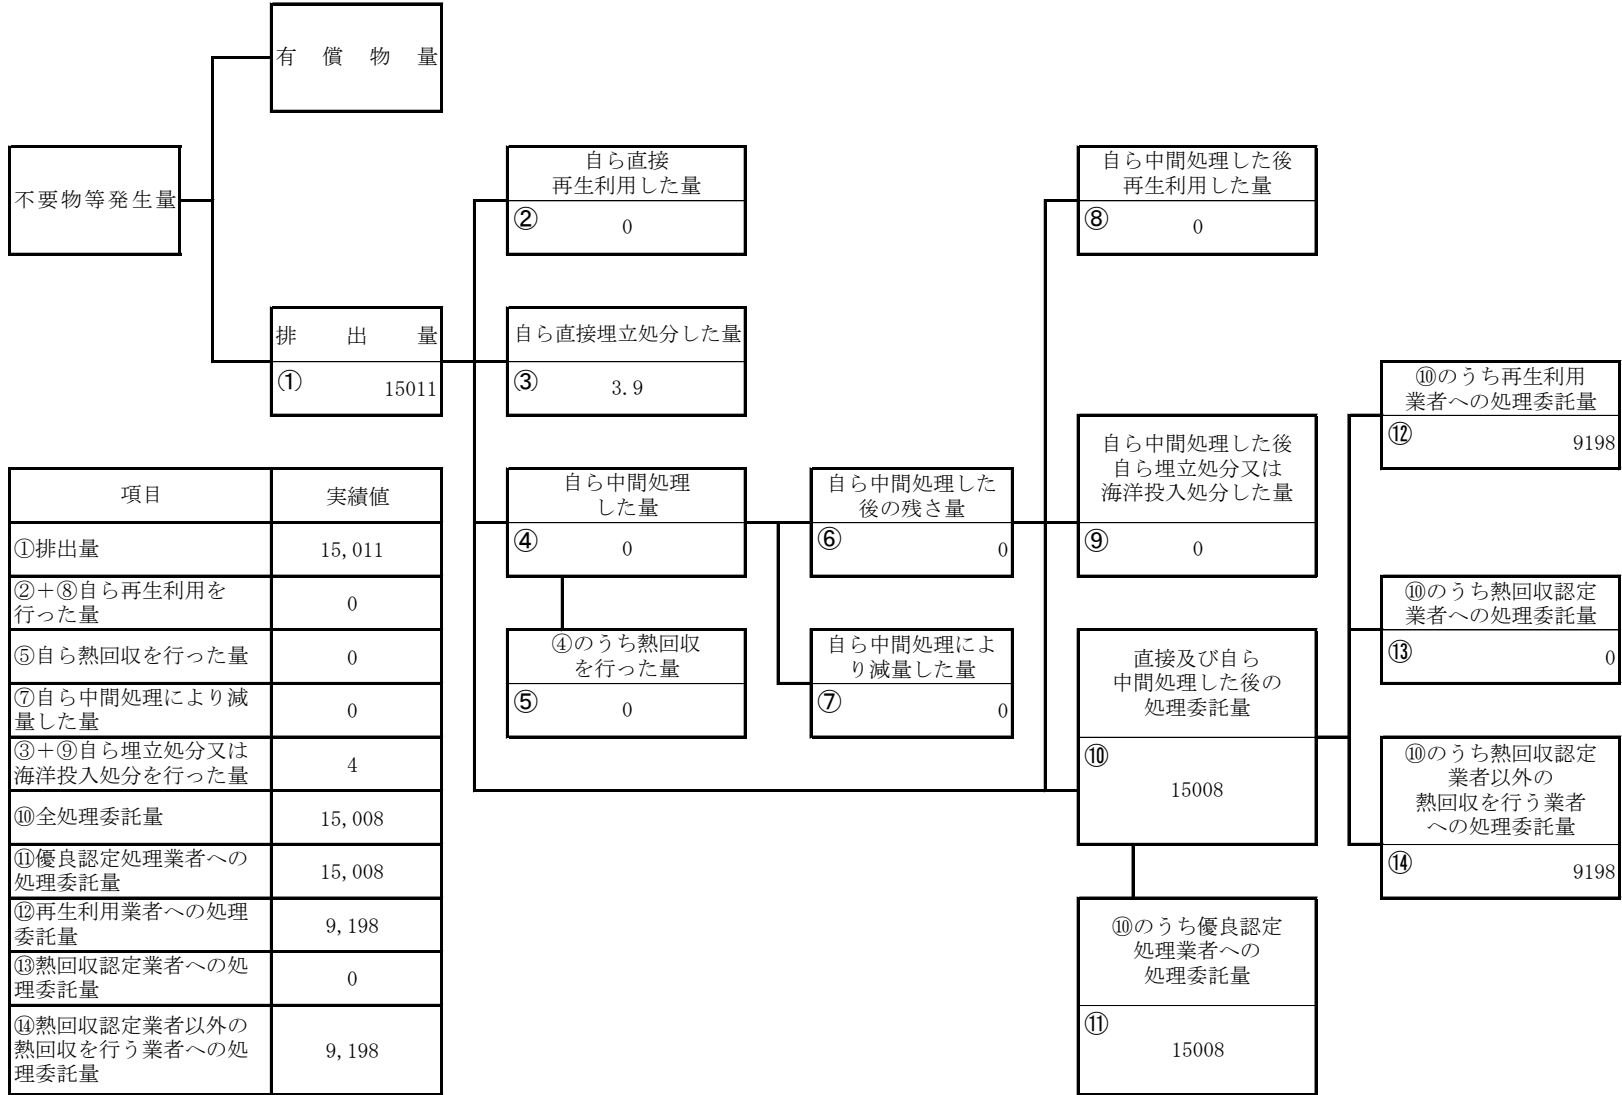 有償物量
不要物等発生量
排出量
① 15011
自ら直接
再生利用した量
② 0
自ら直接埋立処分した量
③ 3.9
自ら中間処理
した量
④ 0
④のうち熱回収
を行った量
⑤ 0
自ら中間処理した
後の残さ量
⑥ 0
自ら中間処理によ
り減量した量
⑦ 0
自ら中間処理した後
再生利用した量
⑧ 0
自ら中間処理した後
自ら埋立処分又は
海洋投入処分した量
⑨ 0
直接及び自ら
中間処理した後の
処理委託量
⑩
15008
⑩のうち優良認定
処理業者への
処理委託量
⑪
15008
⑩のうち再生利用
業者への処理委託量
⑫ 9198
⑩のうち熱回収認定
業者への処理委託量
⑬ 0
⑩のうち熱回収認定
業者以外の
熱回収を行う業者
への処理委託量
⑭ 9198
項目 実績値
①排出量 15,011
②+⑧自ら再生利用を
行った量 0
⑤自ら熱回収を行った量 0
⑦自ら中間処理により減
量した量 0
③+⑨自ら埋立処分又は
海洋投入処分を行った量 4
⑩全処理委託量 15,008
⑪優良認定処理業者への
処理委託量 15,008
⑫再生利用業者への処理
委託量 9,198
⑬熱回収認定業者への処
理委託量 0
⑭熱回収認定業者以外の
熱回収を行う業者への処
理委託量 9,198